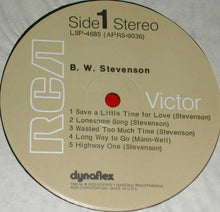 Side 1 Stereo
LSP-4685 (APRS-9036)
B. W. Stevenson
RCA
Victor
1 Save a Little Time for Love (Stevenson)
2 Lonesome Song (Stevenson)
3 Wasted Too Much Time (Stevenson)
4 Long Way to Go (Mann-Weil)
5 Highway One (Stevenson)
dynaflex